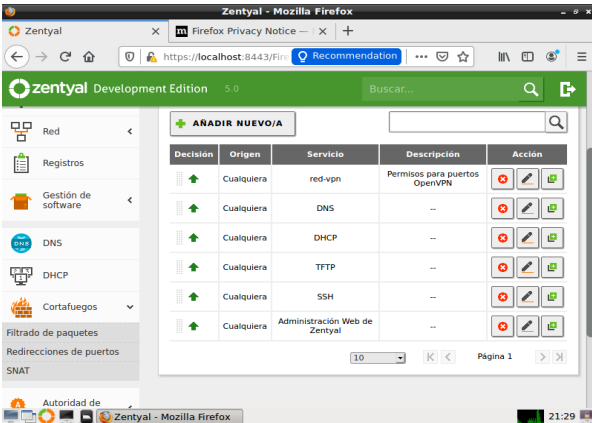 Zentyal - Mozilla Firefox
Zentyal
m Firefox Privacy Notice —
https://localhost:8443/Fire
Recommendation
zentyal Development Edition 5.0
Buscar...
Red
Registros
Gestión de
software
DNS
DNS
DHCP
Cortafuegos
Filtrado de paquetes
Redirecciones de puertos
SNAT
Autoridad de
AÑADIR NUEVO/A
Decisión Origen Servicio Descripción Acción
Cualquiera red-vpn Permisos para puertos
OpenVPN
Cualquiera DNS --
Cualquiera DHCP --
Cualquiera TFTP --
Cualquiera SSH --
Cualquiera Administración Web de
Zentyal --
10 Página 1
Zentyal - Mozilla Firefox
21:29